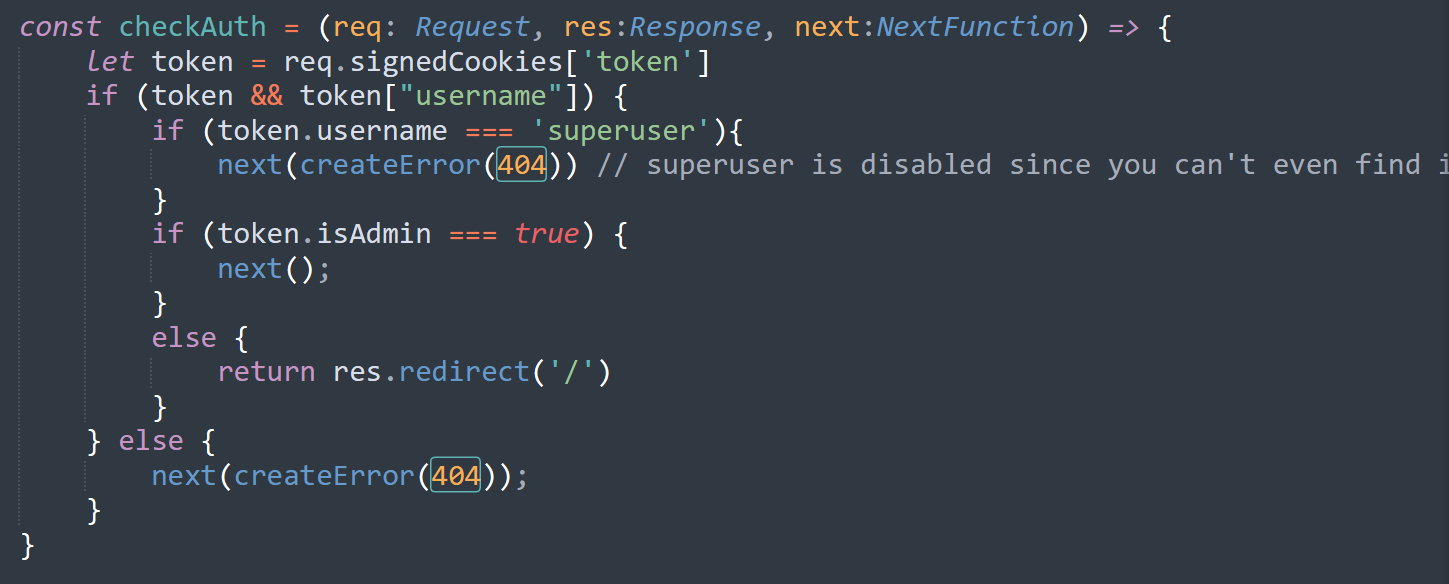 const checkAuth = (req: Request, res:Response, next:NextFunction) => {
    let token = req.signedCookies['token']
    if (token && token["username"]) {
        if (token.username === 'superuser'){
            next(createError(404)) // superuser is disabled since you can't even find
        }
        if (token.isAdmin === true) {
            next();
        }
        else {
            return res.redirect('/')
        }
    } else {
        next(createError(404));
    }
}